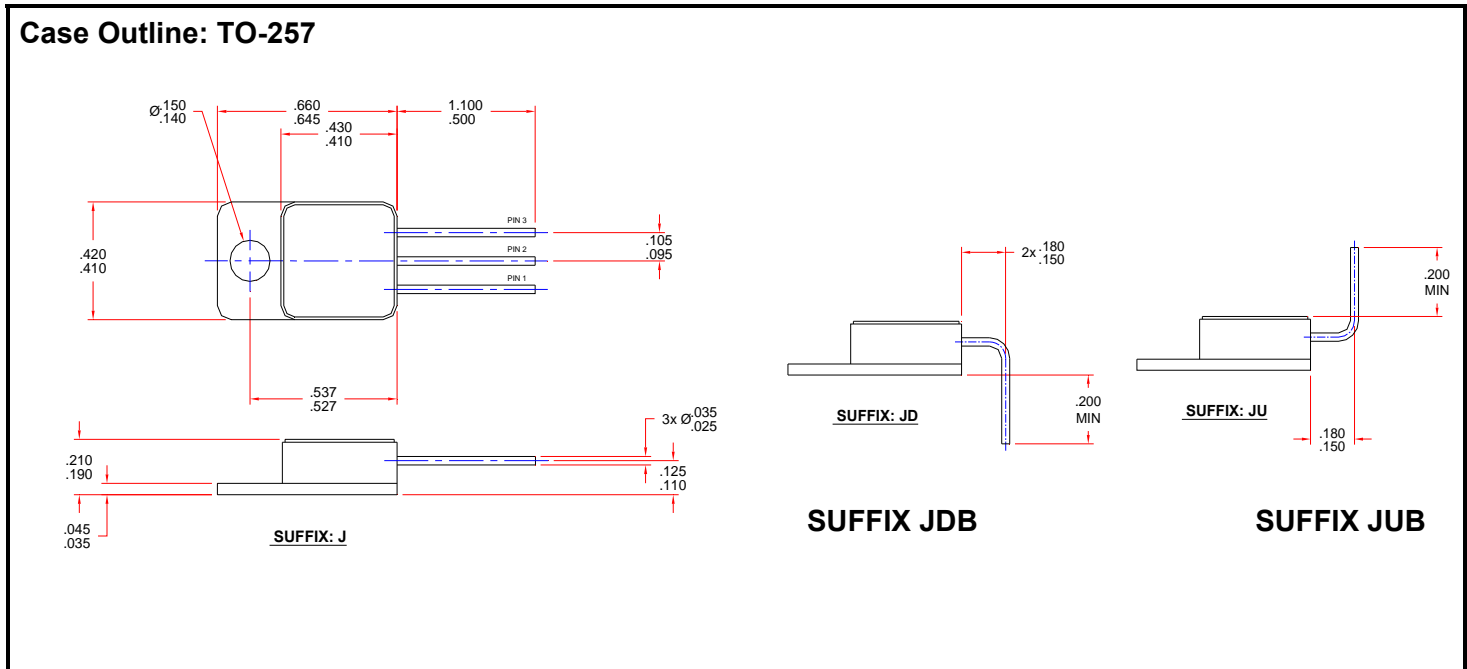 Case Outline: TO-257
Ø.150
.140
.660
.645
1.100
.500
.430
.410
PIN 3
PIN 2
PIN 1
.105
.095
.420
.410
.537
.527
3x Ø.035
.025
.210
.190
.125
.110
.045
.035
SUFFIX: J
2x .180
.150
.200
MIN
SUFFIX: JD
SUFFIX JDB
.200
MIN
SUFFIX: JU
.180
.150
SUFFIX JUB